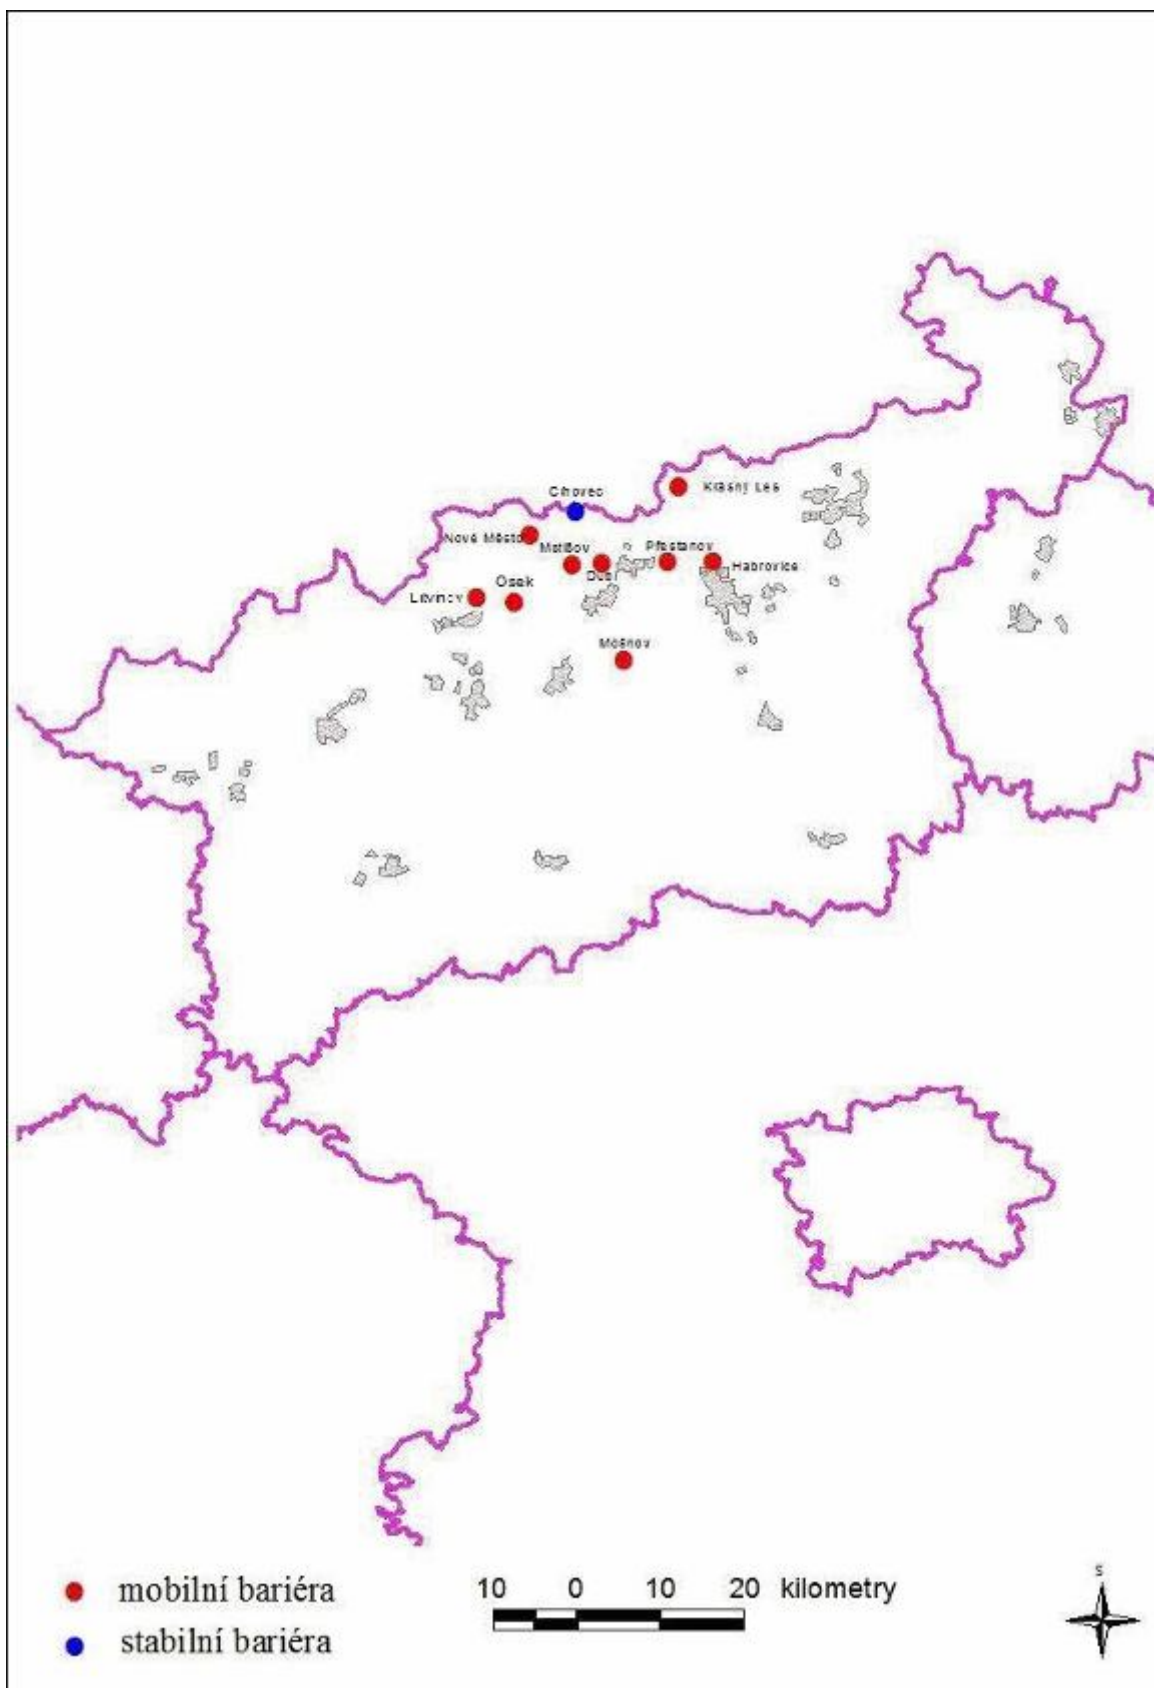 Krásný Les
Cínovec
Nové Město
Mstišov
Přestanov
Dubí
Habrovice
Osek
Litvínov
Mošnov
mobilní bariéra
stabilní bariéra
10 0 10 20 kilometry
S